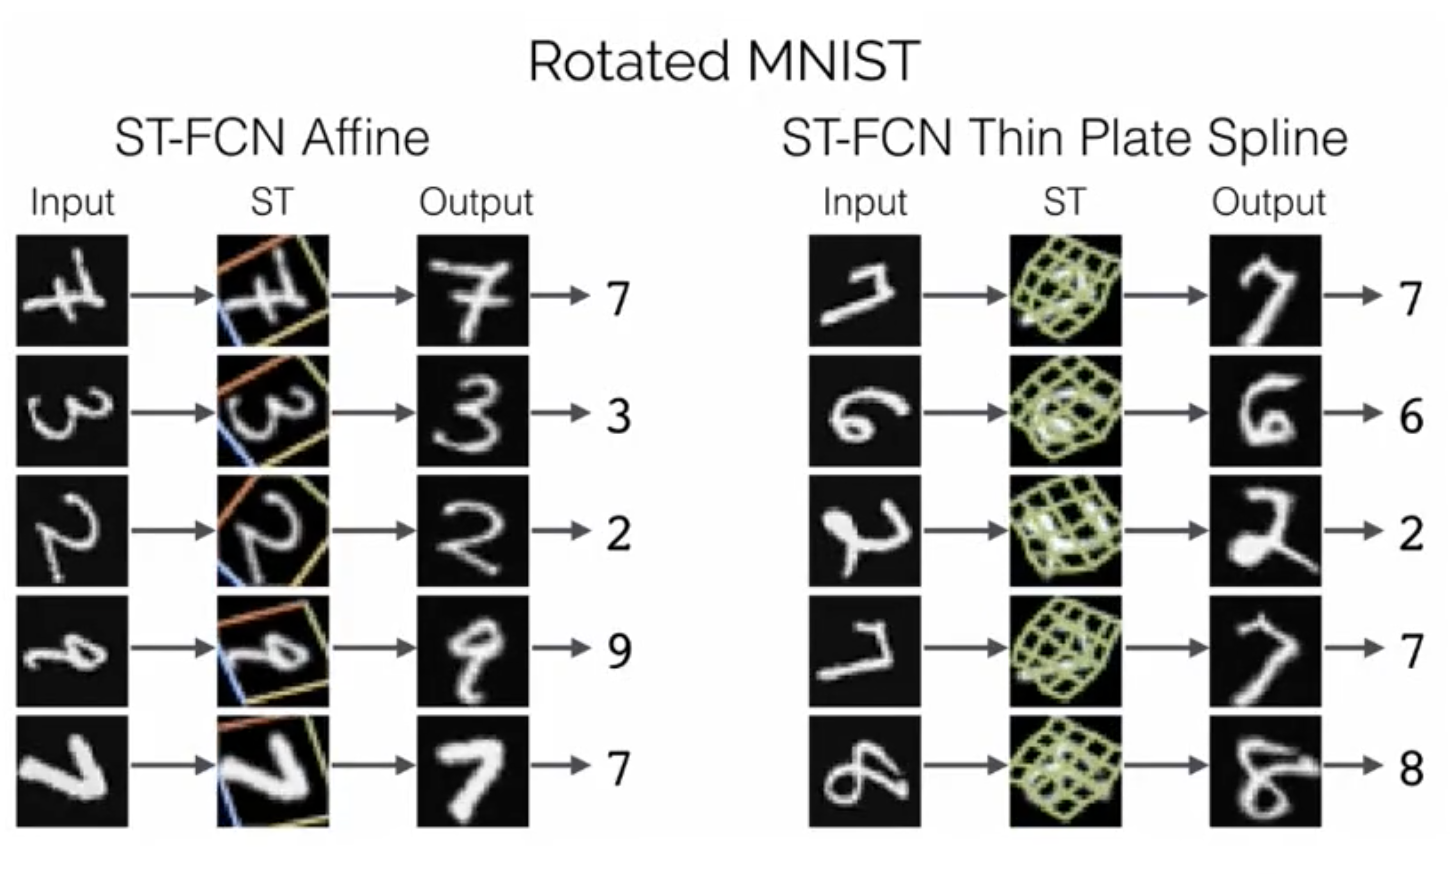 Rotated MNIST
ST-FCN Affine
Input ST Output
7
3
2
9
7
ST-FCN Thin Plate Spline
Input ST Output
7
6
2
7
8